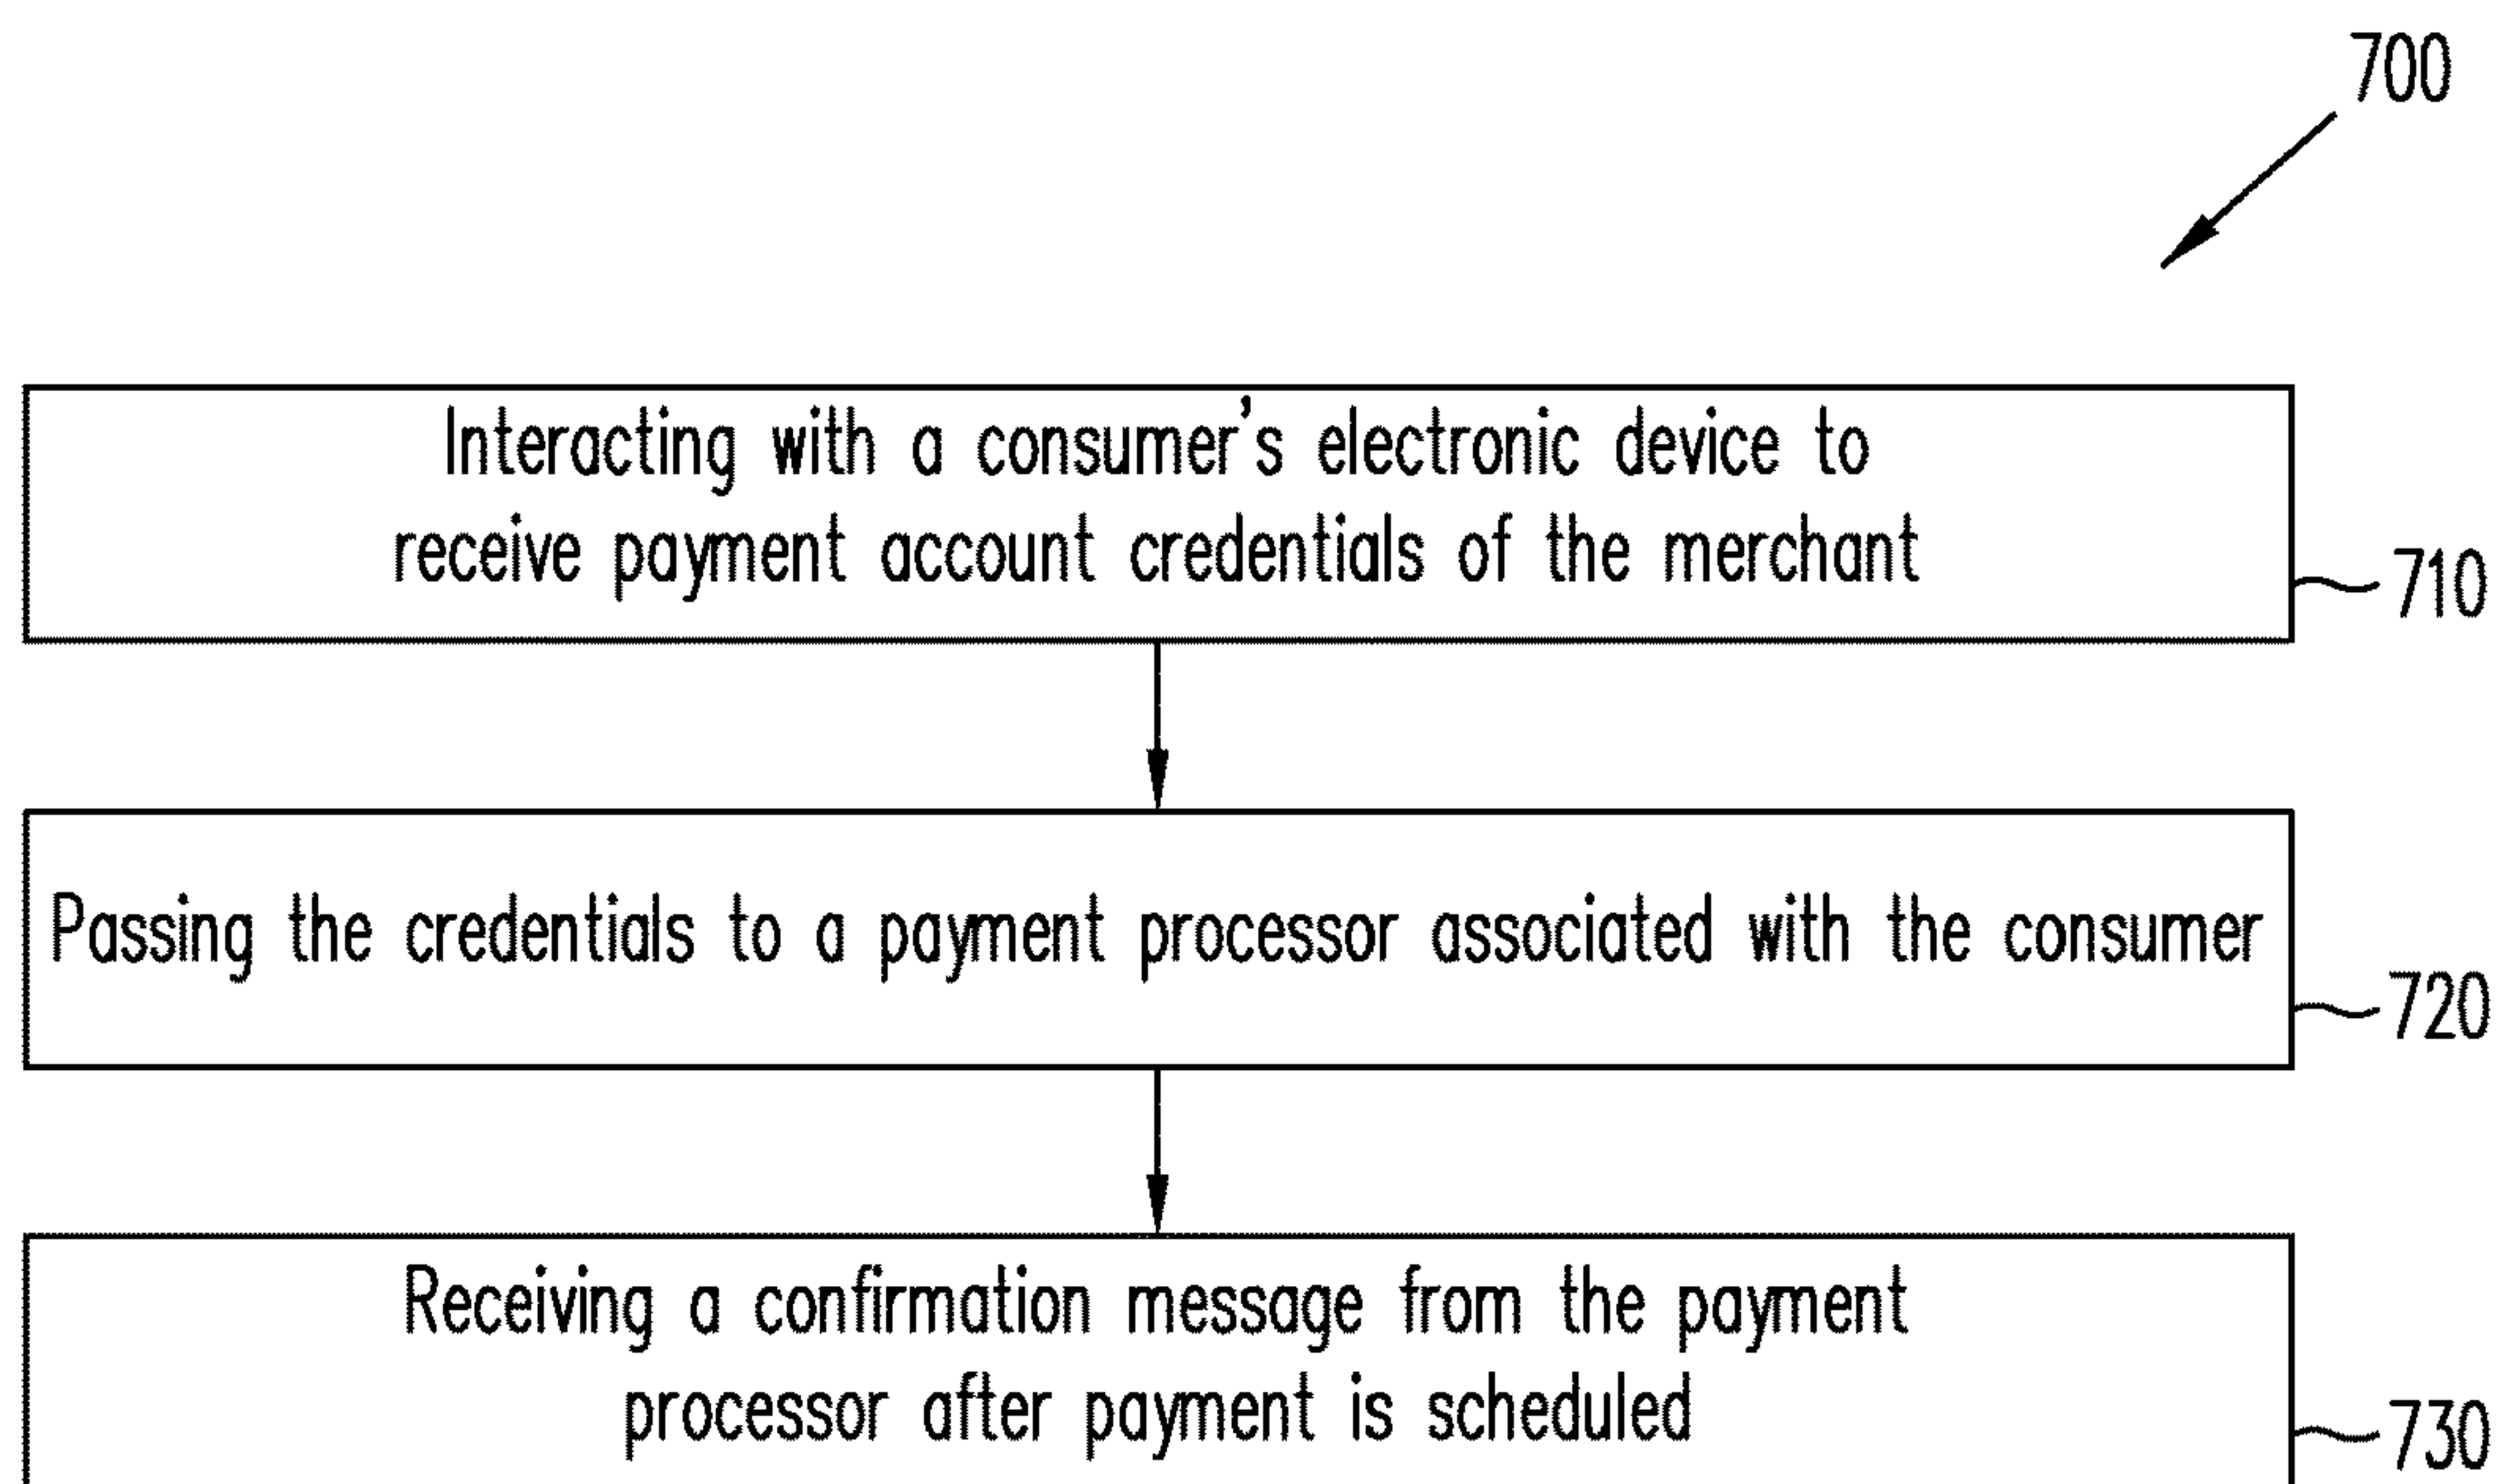 700
Interacting with a consumer's electronic device to
receive payment account credentials of the merchant
710
Passing the credentials to a payment processor associated with the consumer
720
Receiving a confirmation message from the payment
processor after payment is scheduled
730